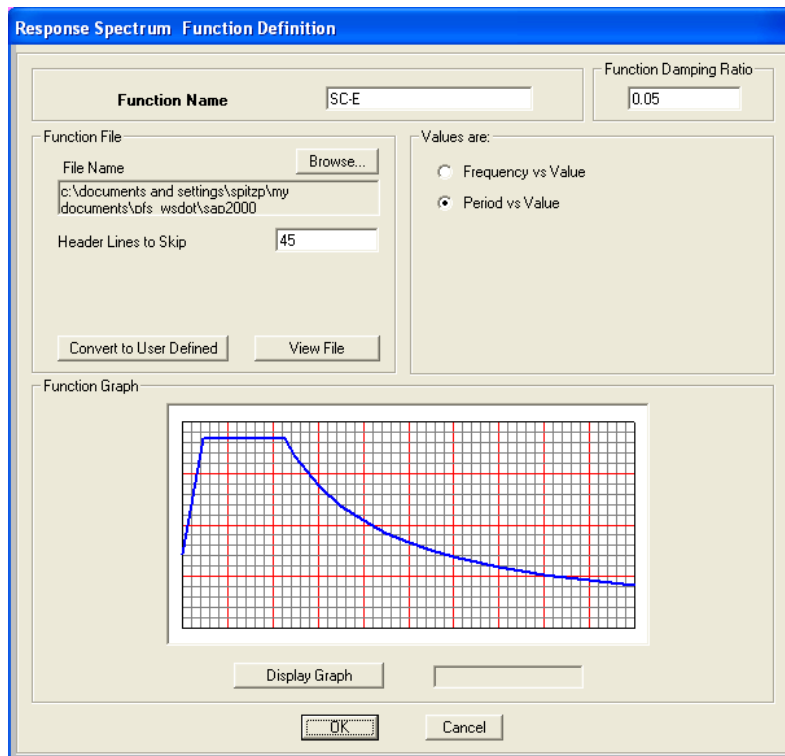 Response Spectrum Function Definition
Function Damping Ratio
Function Name
SC-E
0.05
Function File
Values are:
File Name
Browse...
c:\documents and settings\spitzp\my
documents\pfs_wsdot\sap2000
Header Lines to Skip
45
Frequency vs Value
Period vs Value
Convert to User Defined
View File
Function Graph
Display Graph
OK
Cancel